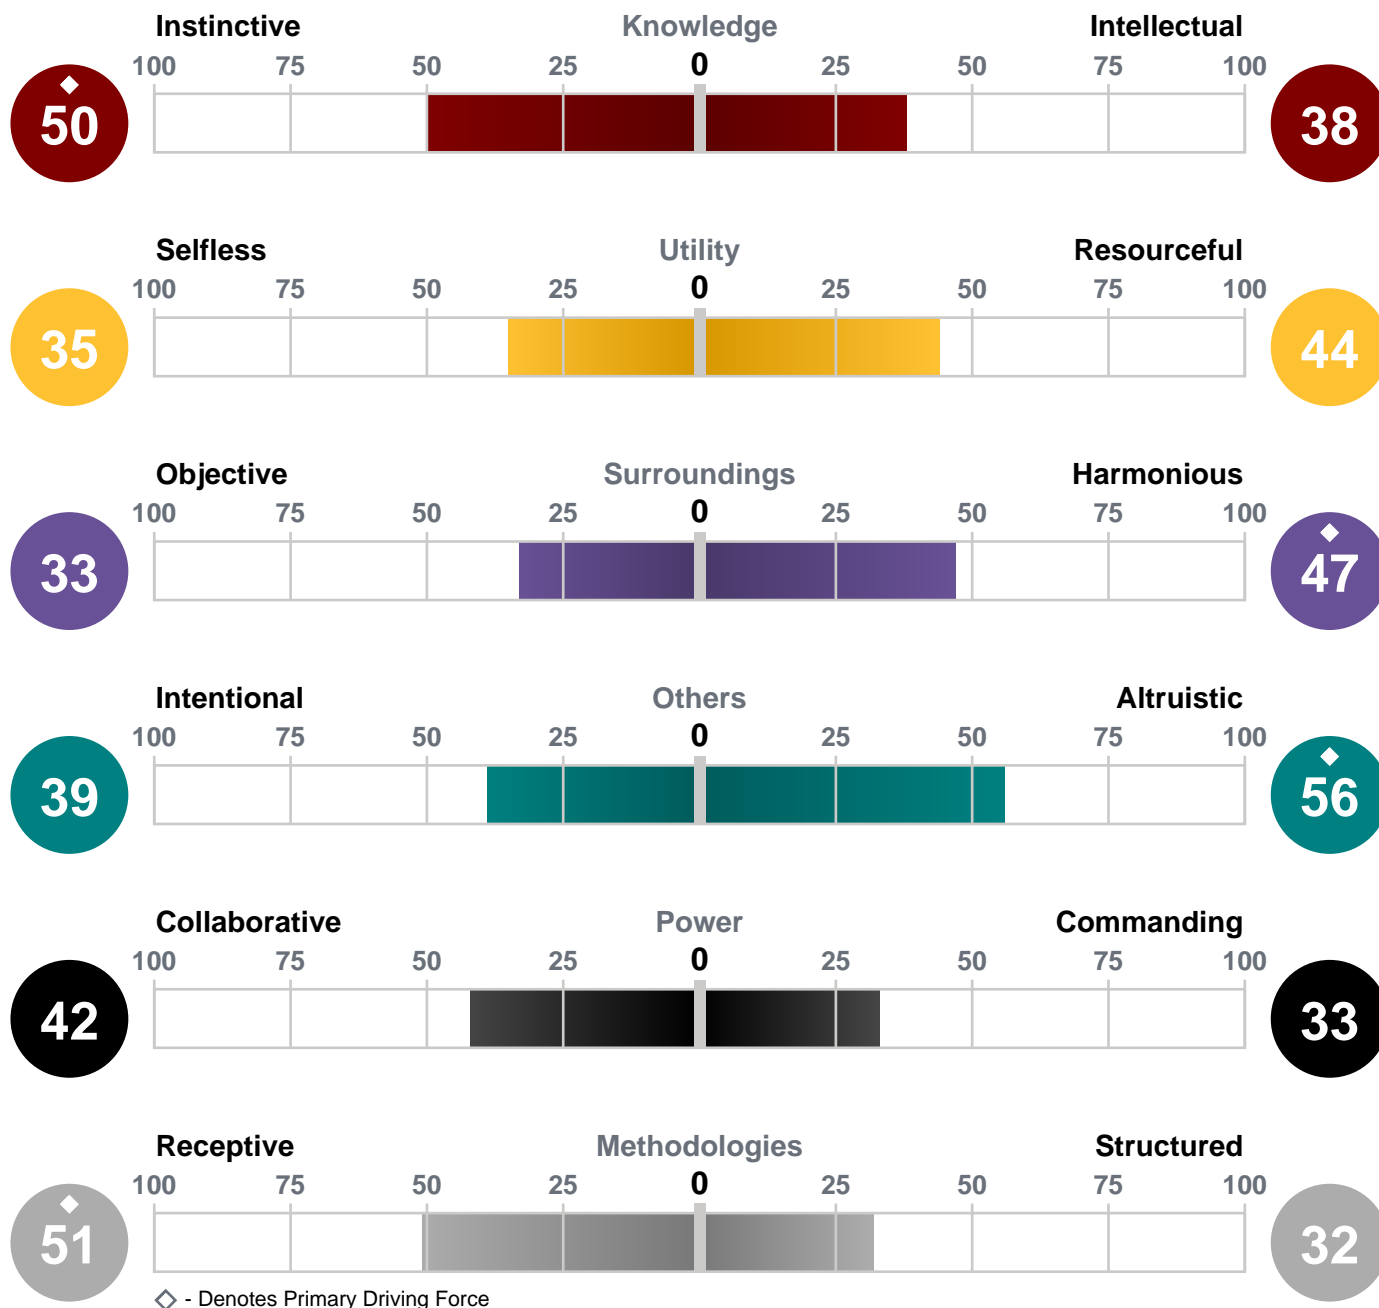 Instinctive Knowledge Intellectual
100 75 50 25 0 25 50 75 100
50 38
Selfless Utility Resourceful
100 75 50 25 0 25 50 75 100
35 44
Objective Surroundings Harmonious
100 75 50 25 0 25 50 75 100
33 47
Intentional Others Altruistic
100 75 50 25 0 25 50 75 100
39 56
Collaborative Power Commanding
100 75 50 25 0 25 50 75 100
42 33
Receptive Methodologies Structured
100 75 50 25 0 25 50 75 100
51 32
- Denotes Primary Driving Force